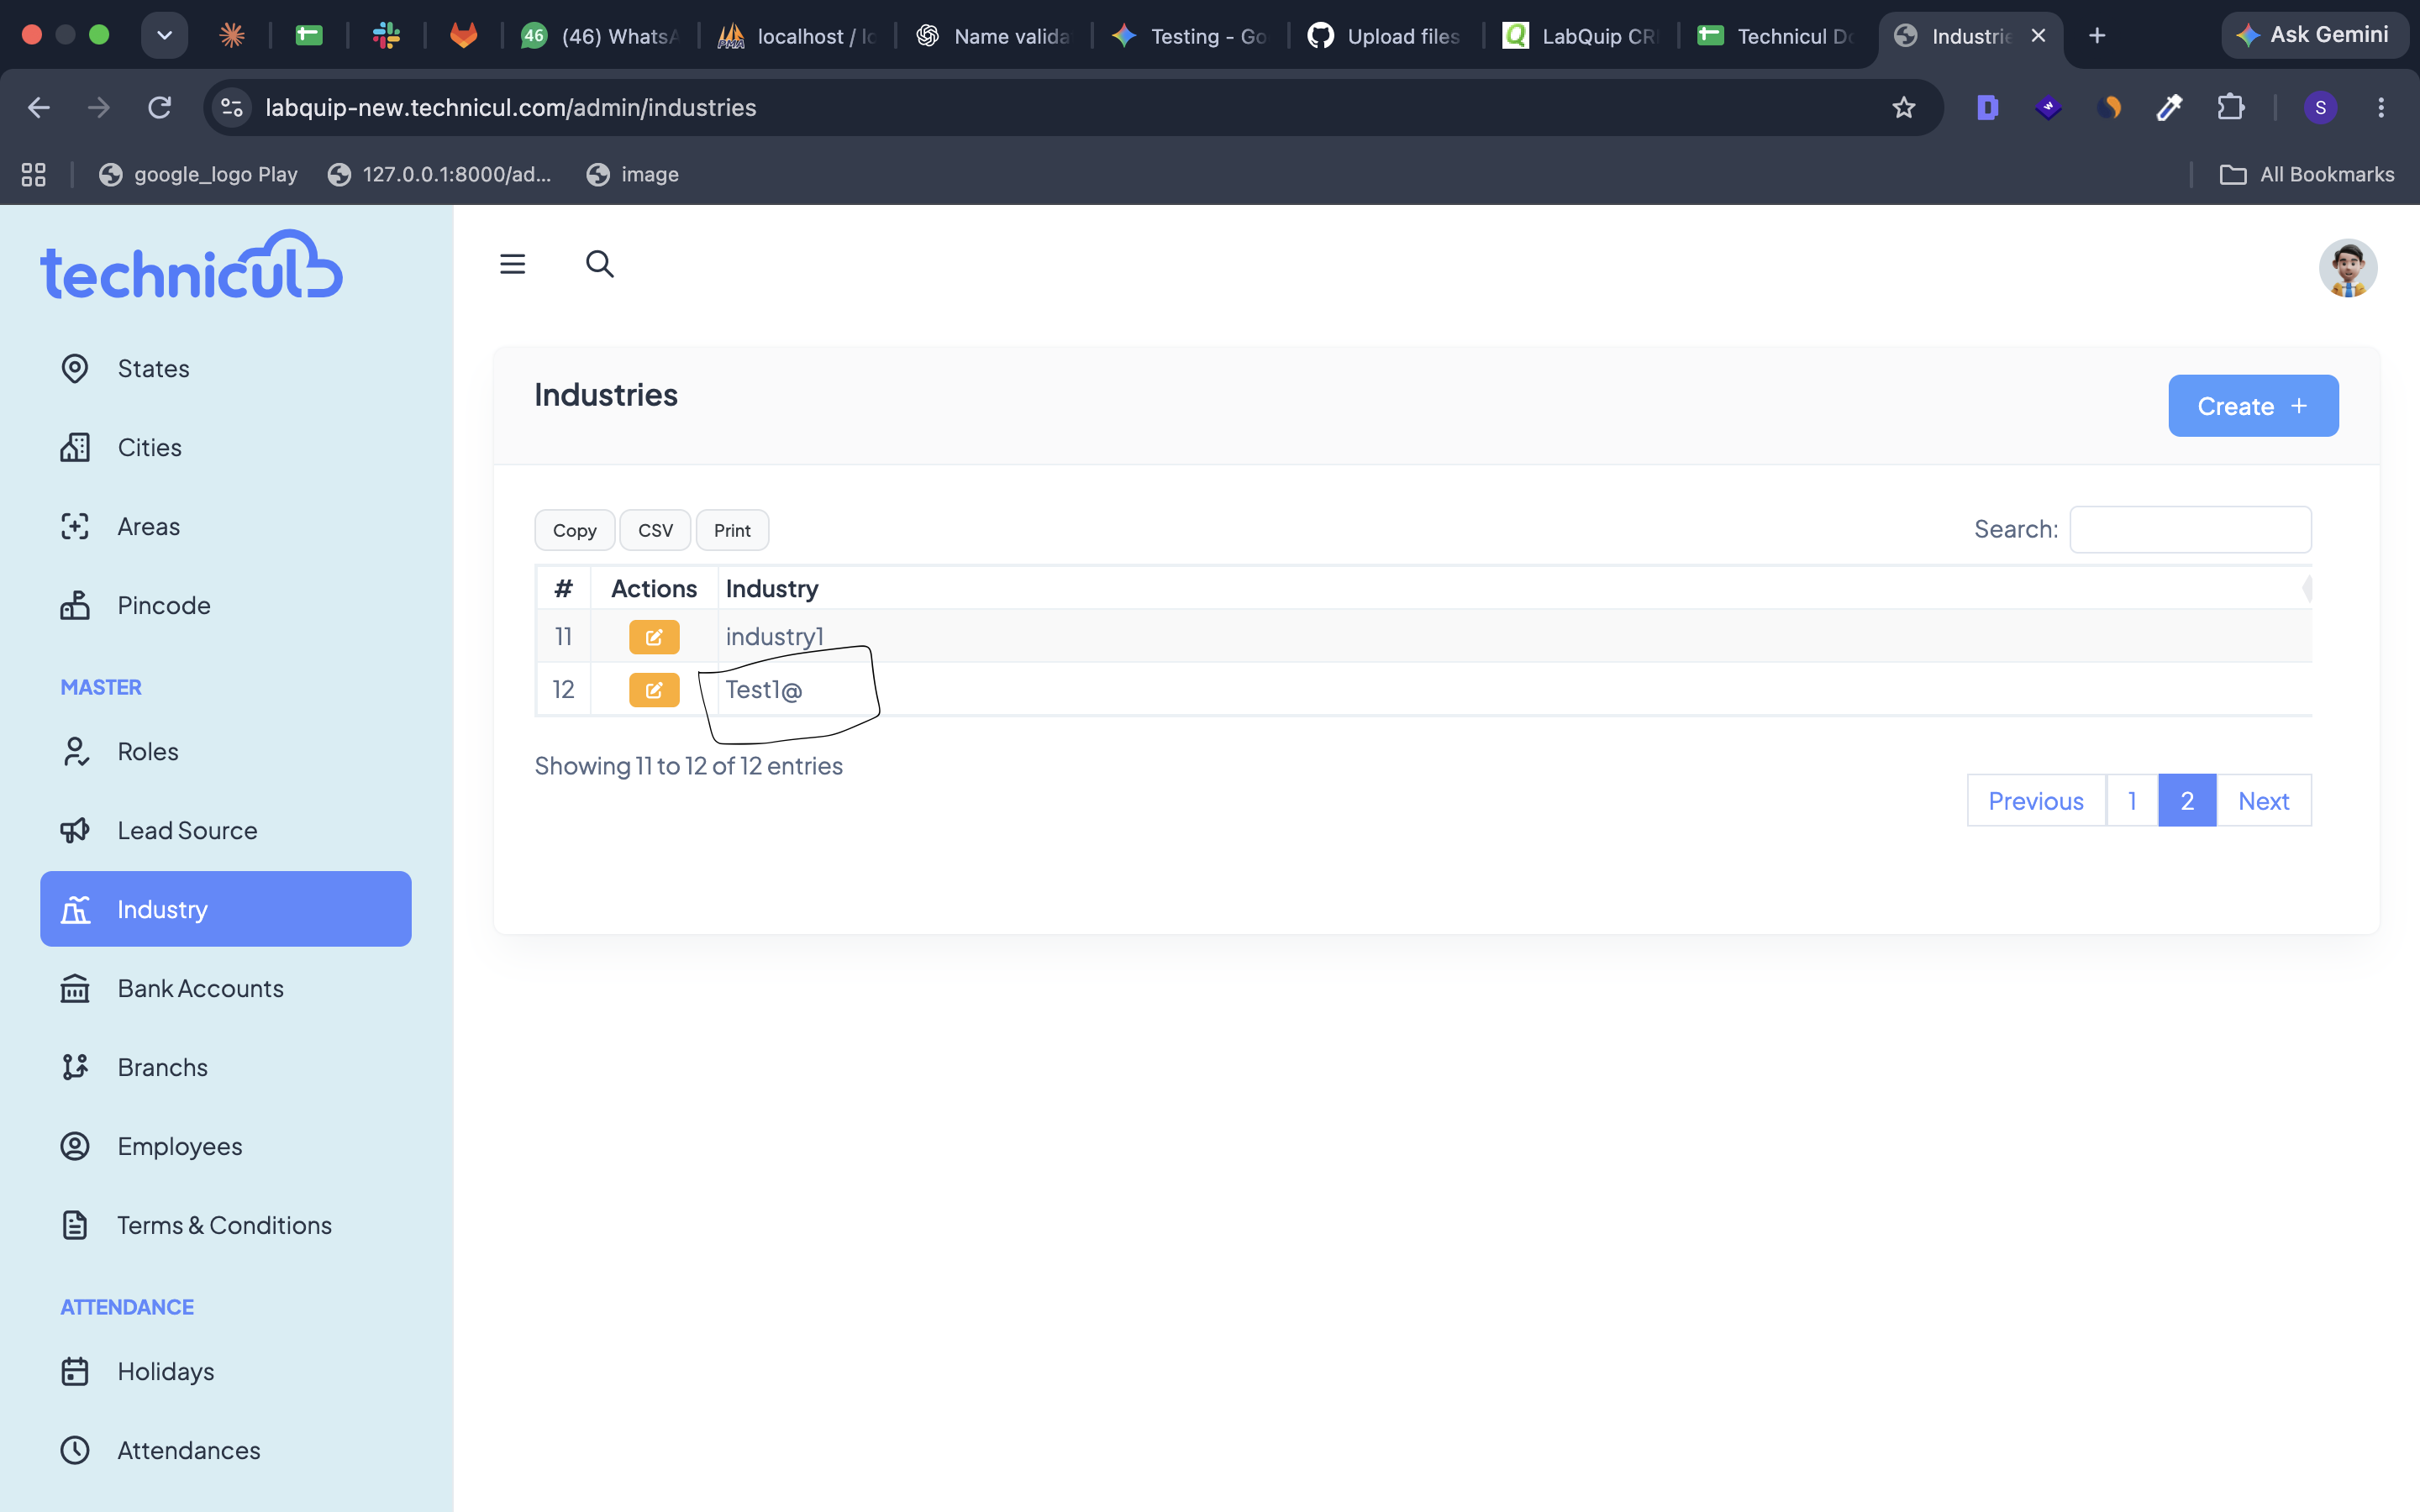 46 (46) WhatsA
localhost / lo
Name valida
Testing - Go
Upload files
LabQuip CR
Technicul Do
Industrie
Ask Gemini
labquip-new.technicul.com/admin/industries
S
google_logo Play
127.0.0.1:8000/ad...
image
All Bookmarks
technicul
States
Cities
Areas
Pincode
MASTER
Roles
Lead Source
Industry
Bank Accounts
Branchs
Employees
Terms & Conditions
ATTENDANCE
Holidays
Attendances
Industries
Create +
Copy CSV Print
Search:
# Actions Industry
11 industry1
12 Test1@
Showing 11 to 12 of 12 entries
Previous 1 2 Next